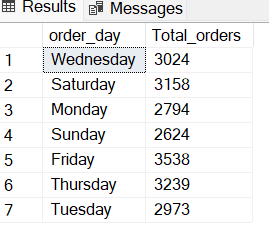 Results Messages
order_day Total_orders
1 Wednesday 3024
2 Saturday 3158
3 Monday 2794
4 Sunday 2624
5 Friday 3538
6 Thursday 3239
7 Tuesday 2973